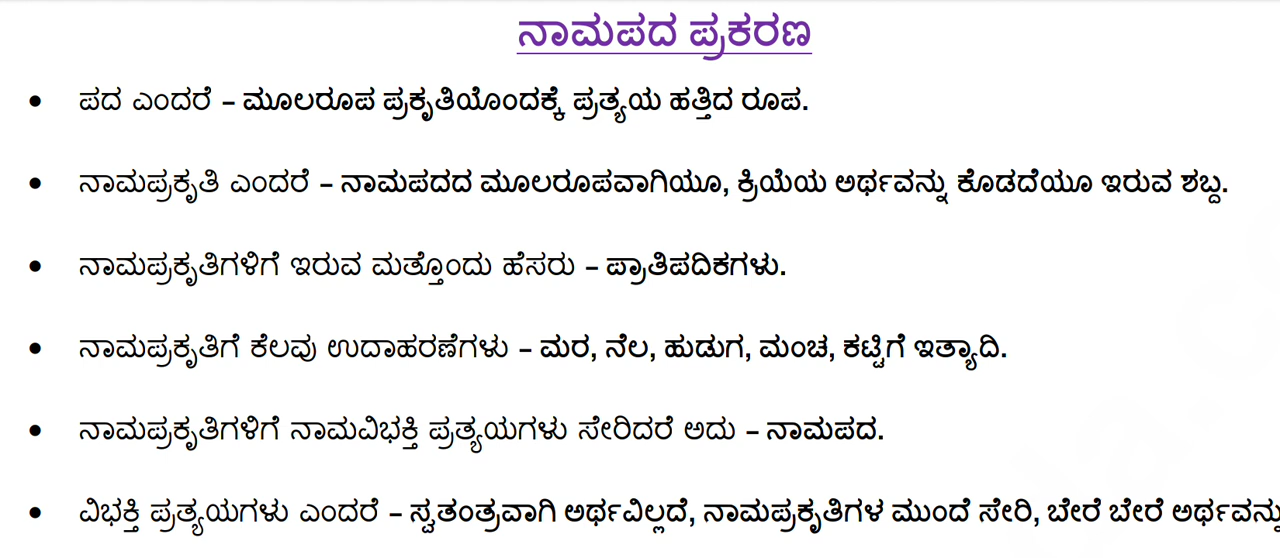 ನಾಮಪದ ಪ್ರಕರಣ
• ಪದ ಎಂದರೆ – ಮೂಲರೂಪ ಪ್ರಕೃತಿಯೊಂದಕ್ಕೆ ಪ್ರತ್ಯಯ ಹತ್ತಿದ ರೂಪ.
• ನಾಮಪ್ರಕೃತಿ ಎಂದರೆ – ನಾಮಪದದ ಮೂಲರೂಪವಾಗಿಯೂ, ಕ್ರಿಯೆಯ ಅರ್ಥವನ್ನು ಕೊಡದೆಯೂ ಇರುವ ಶಬ್ದ.
• ನಾಮಪ್ರಕೃತಿಗಳಿಗೆ ಇರುವ ಮತ್ತೊಂದು ಹೆಸರು – ಪ್ರಾತಿಪದಿಕಗಳು.
• ನಾಮಪ್ರಕೃತಿಗೆ ಕೆಲವು ಉದಾಹರಣೆಗಳು – ಮರ, ನೆಲ, ಹುಡುಗ, ಮಂಚ, ಕಟ್ಟಿಗೆ ಇತ್ಯಾದಿ.
• ನಾಮಪ್ರಕೃತಿಗಳಿಗೆ ನಾಮವಿಭಕ್ತಿ ಪ್ರತ್ಯಯಗಳು ಸೇರಿದರೆ ಅದು – ನಾಮಪದ.
• ವಿಭಕ್ತಿ ಪ್ರತ್ಯಯಗಳು ಎಂದರೆ – ಸ್ವತಂತ್ರವಾಗಿ ಅರ್ಥವಿಲ್ಲದೆ, ನಾಮಪ್ರಕೃತಿಗಳ ಮುಂದೆ ಸೇರಿ, ಬೇರೆ ಬೇರೆ ಅರ್ಥವನ್ನು